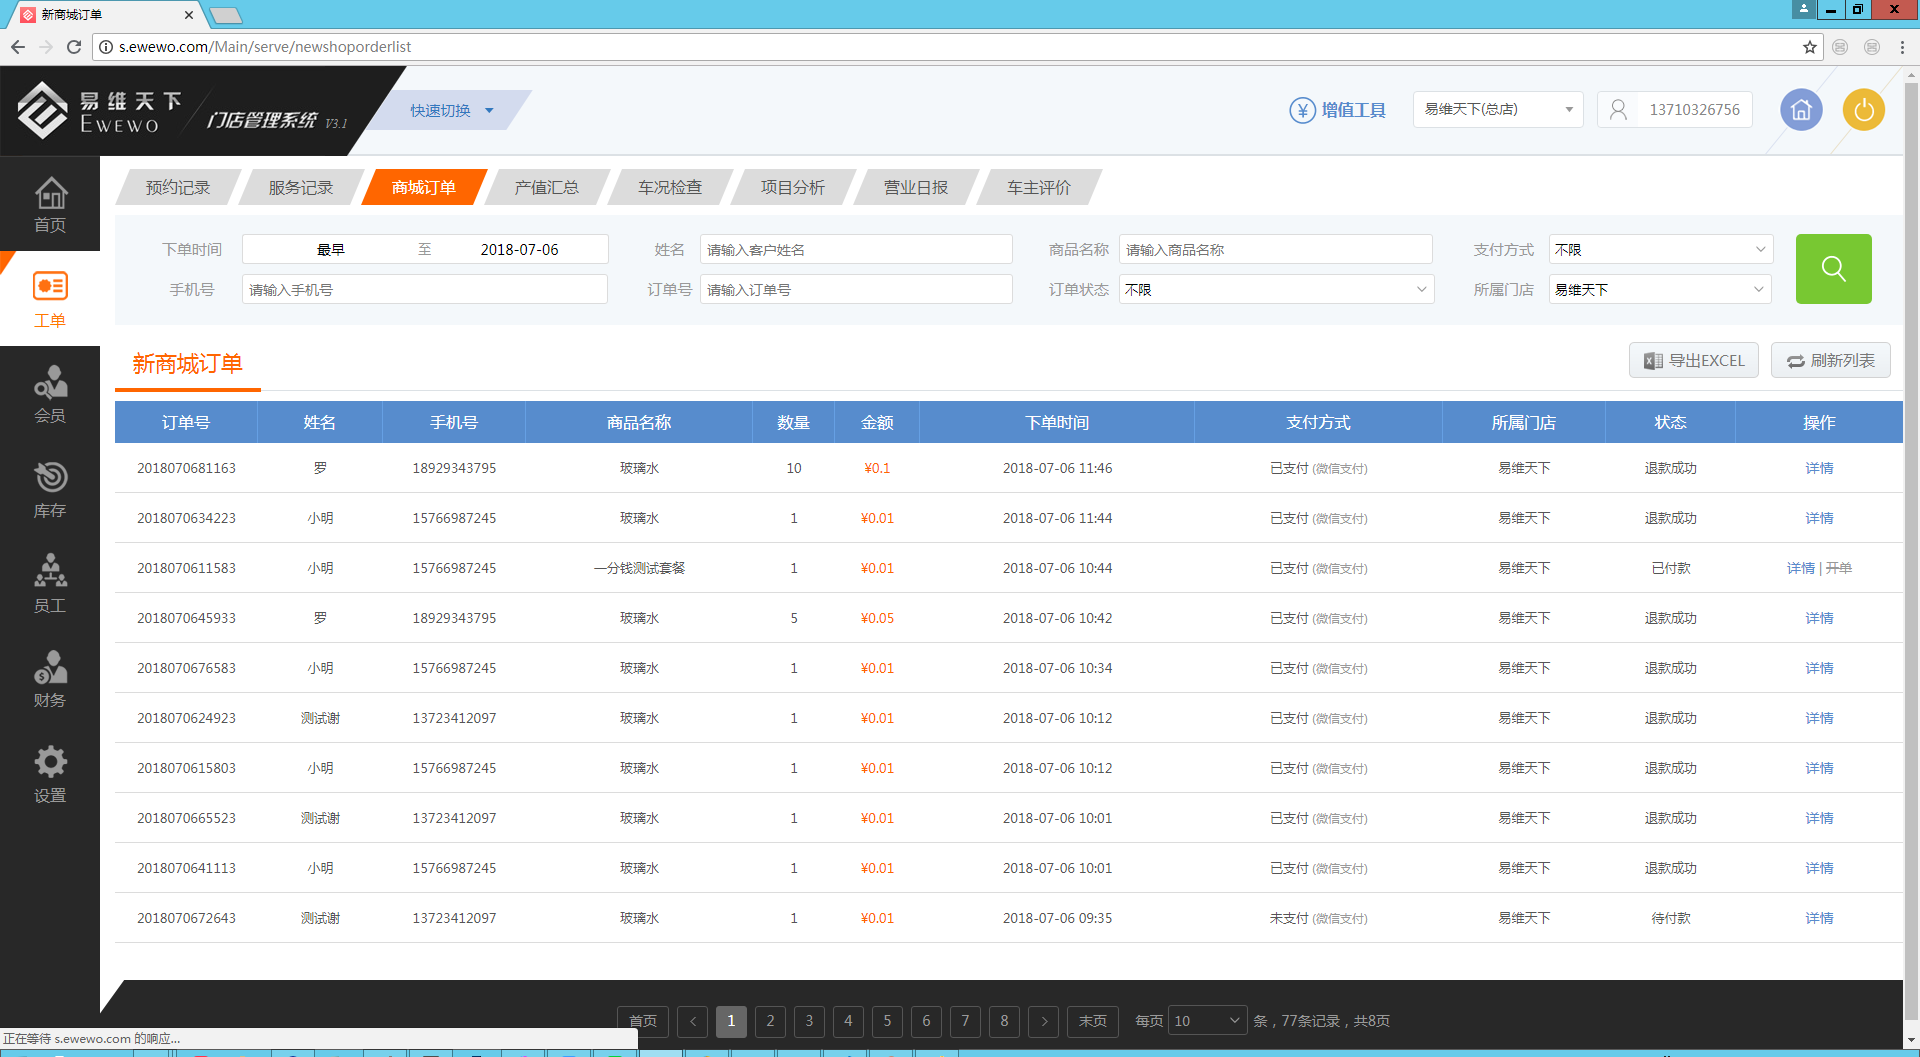 新商城订单
s.ewewo.com/Main/serve/newshoporderlist
易维天下
EWEWO
门店管理系统 V3.1
快速切换
增值工具
易维天下(总店)
13710326756
预约记录 服务记录 商城订单 产值汇总 车况检查 项目分析 营业日报 车主评价
首页
工单
会员
库存
员工
财务
设置
下单时间 最早 至 2018-07-06 姓名 请输入客户姓名 商品名称 请输入商品名称 支付方式 不限
手机号 请输入手机号 订单号 请输入订单号 订单状态 不限 所属门店 易维天下
新商城订单
导出EXCEL 刷新列表
订单号 姓名 手机号 商品名称 数量 金额 下单时间 支付方式 所属门店 状态 操作
2018070681163 罗 18929343795 玻璃水 10 ¥0.1 2018-07-06 11:46 已支付 (微信支付) 易维天下 退款成功 详情
2018070634223 小明 15766987245 玻璃水 1 ¥0.01 2018-07-06 11:44 已支付 (微信支付) 易维天下 退款成功 详情
2018070611583 小明 15766987245 一分钱测试套餐 1 ¥0.01 2018-07-06 10:44 已支付 (微信支付) 易维天下 已付款 详情 | 开单
2018070645933 罗 18929343795 玻璃水 5 ¥0.05 2018-07-06 10:42 已支付 (微信支付) 易维天下 退款成功 详情
2018070676583 小明 15766987245 玻璃水 1 ¥0.01 2018-07-06 10:34 已支付 (微信支付) 易维天下 退款成功 详情
2018070624923 测试谢 13723412097 玻璃水 1 ¥0.01 2018-07-06 10:12 已支付 (微信支付) 易维天下 退款成功 详情
2018070615803 小明 15766987245 玻璃水 1 ¥0.01 2018-07-06 10:12 已支付 (微信支付) 易维天下 退款成功 详情
2018070665523 测试谢 13723412097 玻璃水 1 ¥0.01 2018-07-06 10:01 已支付 (微信支付) 易维天下 退款成功 详情
2018070641113 小明 15766987245 玻璃水 1 ¥0.01 2018-07-06 10:01 已支付 (微信支付) 易维天下 退款成功 详情
2018070672643 测试谢 13723412097 玻璃水 1 ¥0.01 2018-07-06 09:35 未支付 (微信支付) 易维天下 待付款 详情
首页 < 1 2 3 4 5 6 7 8 > 末页 每页 10 条，77条记录，共8页
正在等待 s.ewewo.com 的响应...